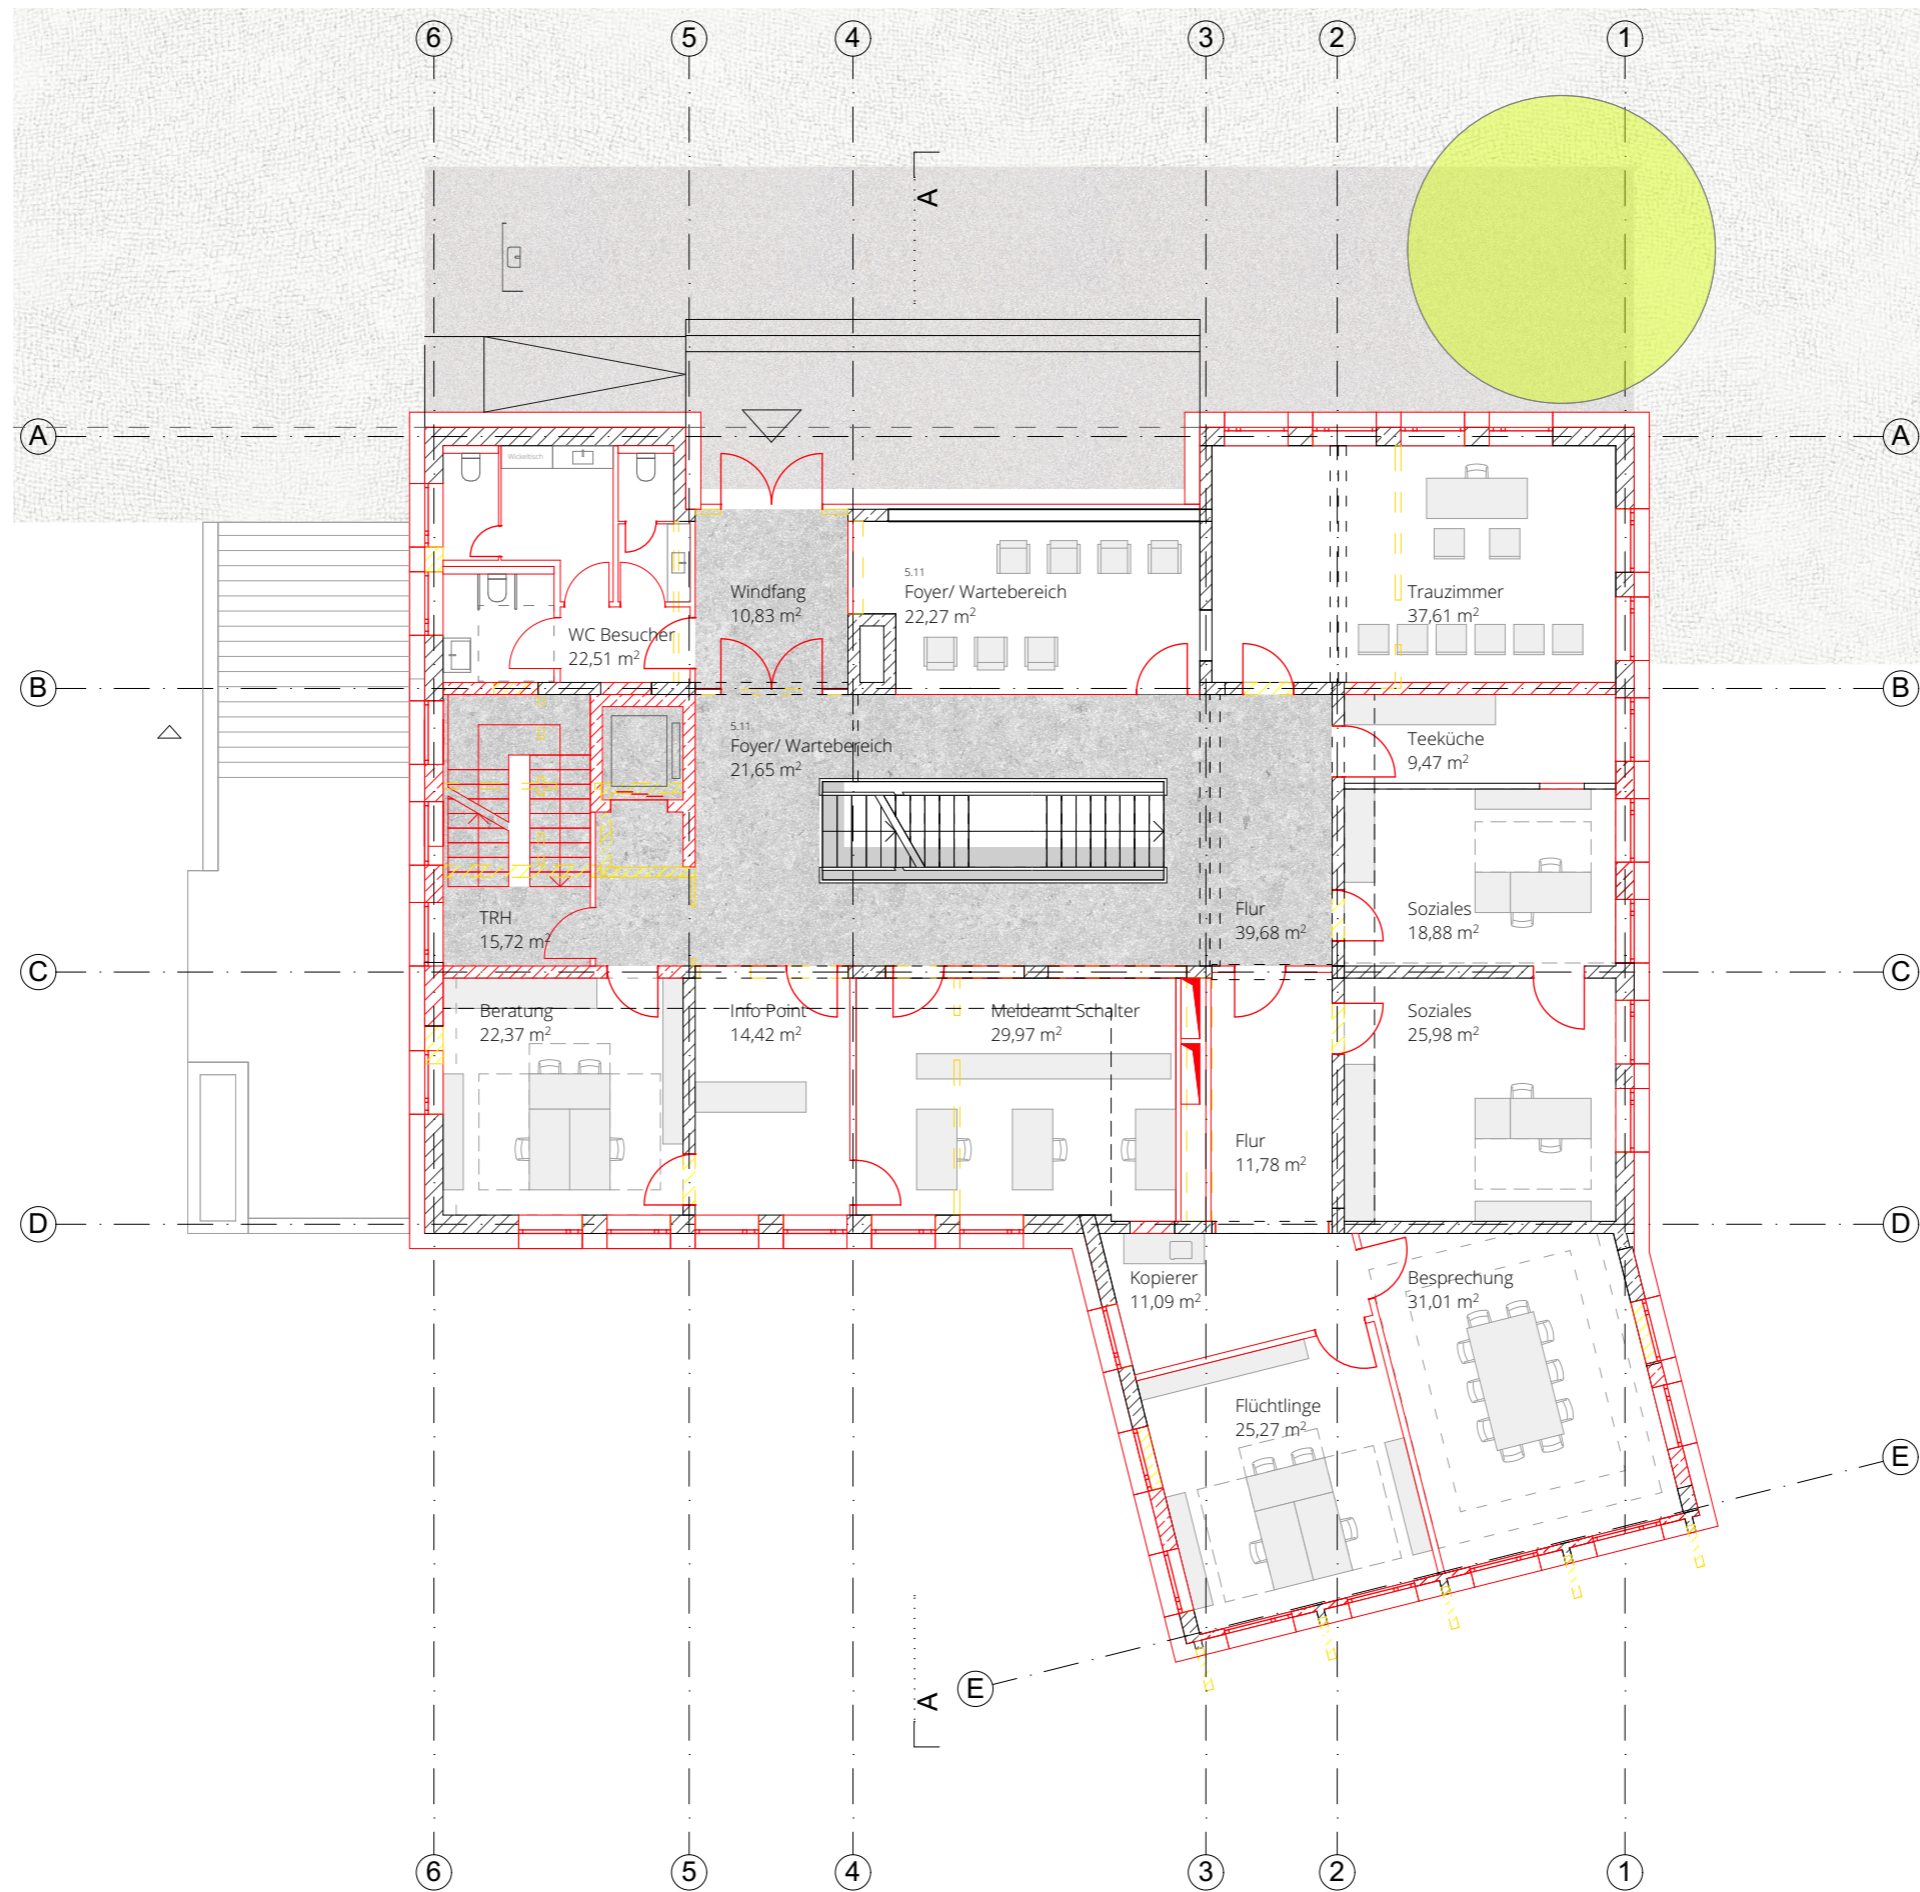 6 5 4 3 2 1
A
A A
Wickeltisch
Windfang
10,83 m²
5.11
Foyer/ Wartebereich
22,27 m²
Trauzimmer
37,61 m²
WC Besucher
22,51 m²
B B
5.11
Foyer/ Wartebereich
21,65 m²
Teeküche
9,47 m²
TRH
15,72 m²
Flur
39,68 m²
Soziales
18,88 m²
C C
Beratung
22,37 m²
Info Point
14,42 m²
Meldeamt Schalter
29,97 m²
Soziales
25,98 m²
Flur
11,78 m²
D D
Kopierer
11,09 m²
Besprechung
31,01 m²
Flüchtlinge
25,27 m²
E
E
A
6 5 4 3 2 1